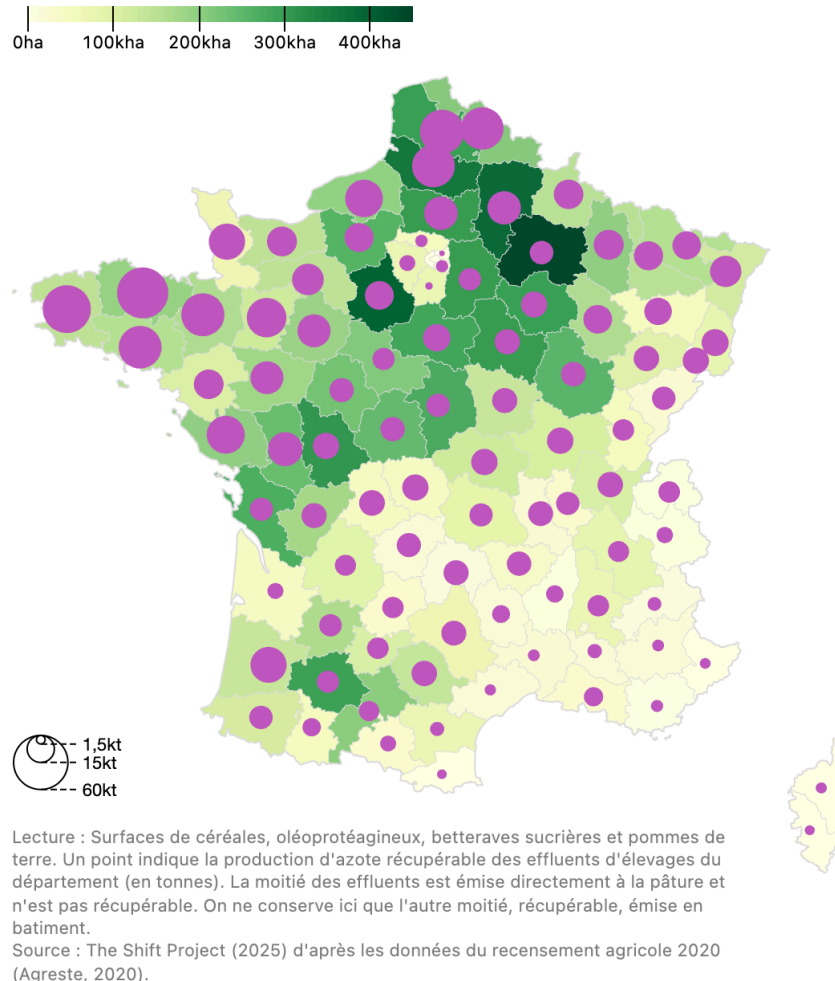 0ha 100kha 200kha 300kha 400kha
1,5kt
15kt
60kt
Lecture : Surfaces de céréales, oléoprotéagineux, betteraves sucrières et pommes de
terre. Un point indique la production d'azote récupérable des effluents d'élevages du
département (en tonnes). La moitié des effluents est émise directement à la pâture et
n'est pas récupérable. On ne conserve ici que l'autre moitié, récupérable, émise en
batiment.
Source : The Shift Project (2025) d'après les données du recensement agricole 2020
(Agreste, 2020).